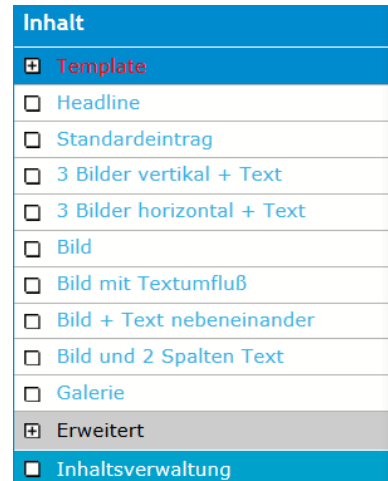 Inhalt
Template
Headline
Standardeintrag
3 Bilder vertikal + Text
3 Bilder horizontal + Text
Bild
Bild mit Textumfluß
Bild + Text nebeneinander
Bild und 2 Spalten Text
Galerie
Erweitert
Inhaltsverwaltung